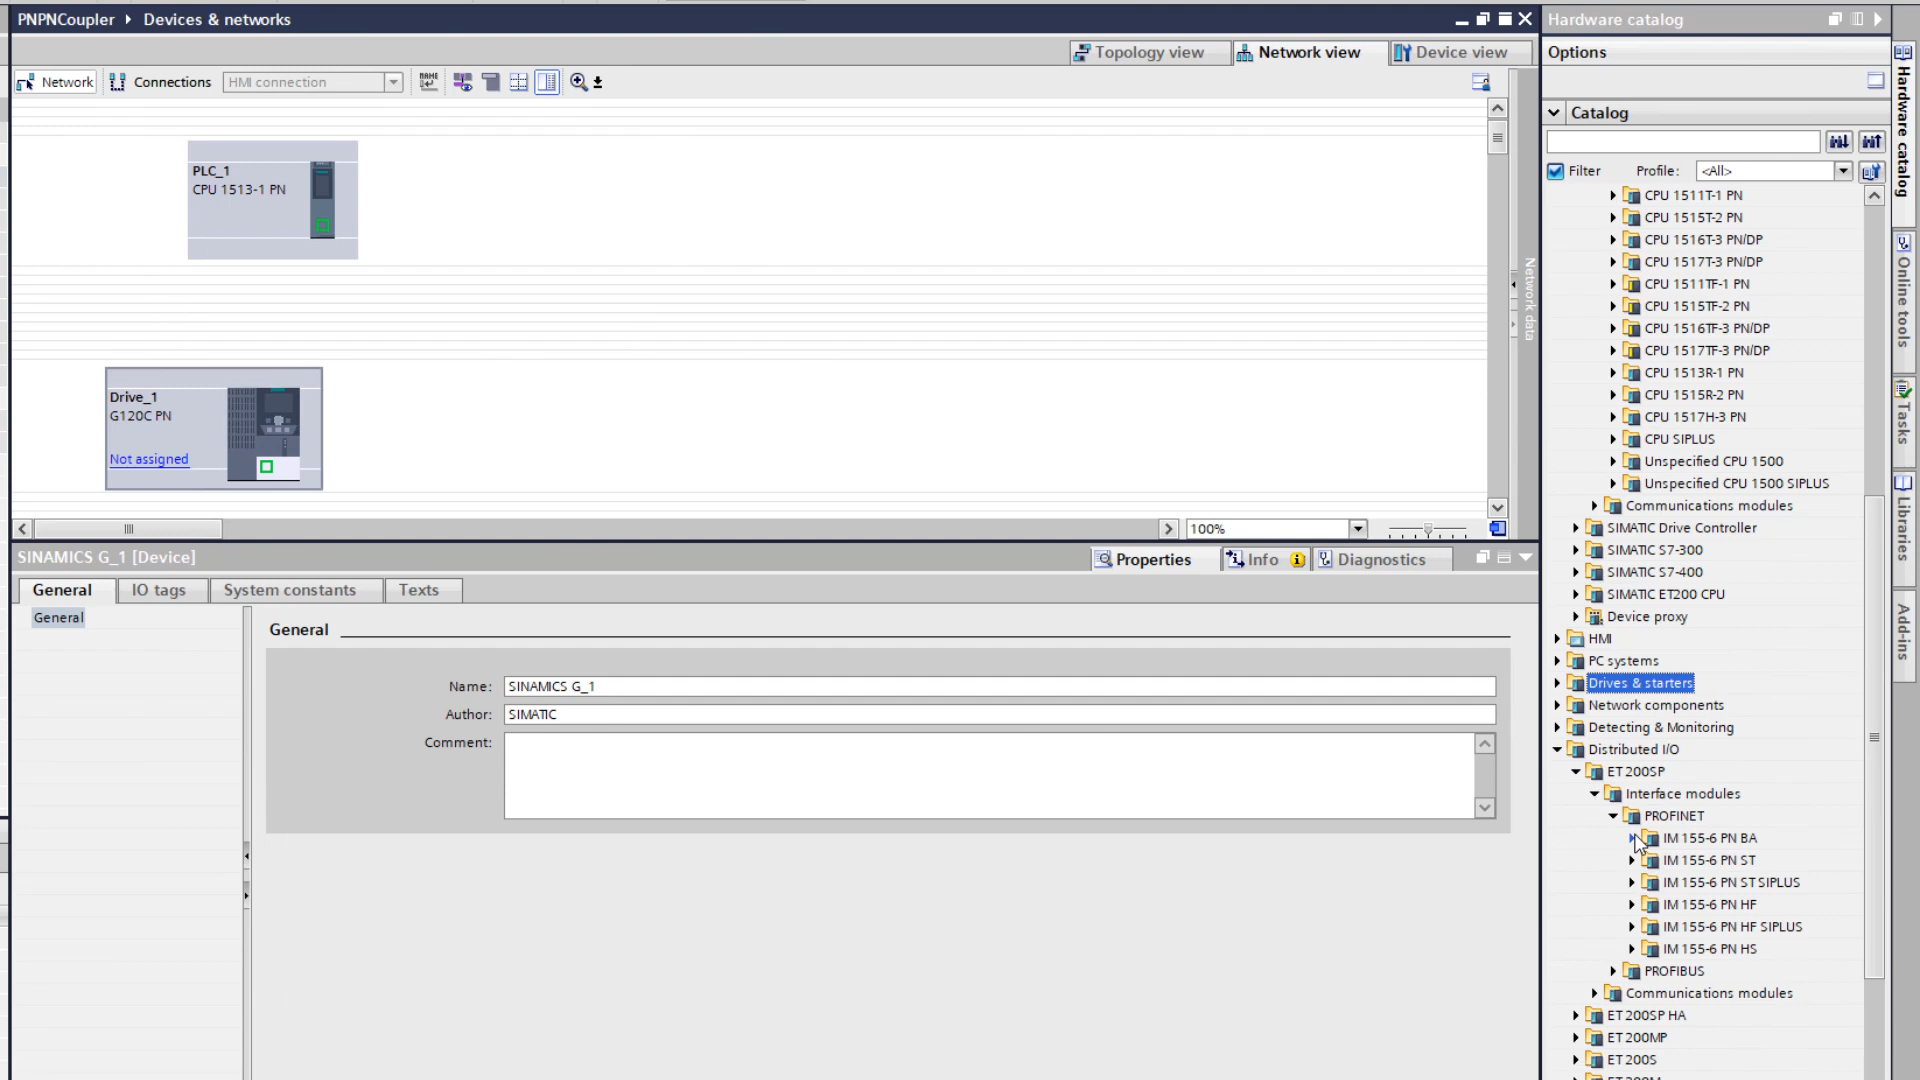 PNPNCoupler ▸ Devices & networks
Topology view
Network view
Device view
Network
Connections
HMI connection
PLC_1
CPU 1513-1 PN
Drive_1
G120C PN
Not assigned
Network data
100%
SINAMICS G_1 [Device]
Properties
Info
Diagnostics
General
IO tags
System constants
Texts
General
General
Name: SINAMICS G_1
Author: SIMATIC
Comment:
Hardware catalog
Options
Catalog
Filter Profile: <All>
CPU 1511T-1 PN
CPU 1515T-2 PN
CPU 1516T-3 PN/DP
CPU 1517T-3 PN/DP
CPU 1511TF-1 PN
CPU 1515TF-2 PN
CPU 1516TF-3 PN/DP
CPU 1517TF-3 PN/DP
CPU 1513R-1 PN
CPU 1515R-2 PN
CPU 1517H-3 PN
CPU SIPLUS
Unspecified CPU 1500
Unspecified CPU 1500 SIPLUS
Communications modules
SIMATIC Drive Controller
SIMATIC S7-300
SIMATIC S7-400
SIMATIC ET200 CPU
Device proxy
HMI
PC systems
Drives & starters
Network components
Detecting & Monitoring
Distributed I/O
ET 200SP
Interface modules
PROFINET
IM 155-6 PN BA
IM 155-6 PN ST
IM 155-6 PN ST SIPLUS
IM 155-6 PN HF
IM 155-6 PN HF SIPLUS
IM 155-6 PN HS
PROFIBUS
Communications modules
ET 200SP HA
ET 200MP
ET 200S
Hardware catalog
Online tools
Tasks
Libraries
Add-ins